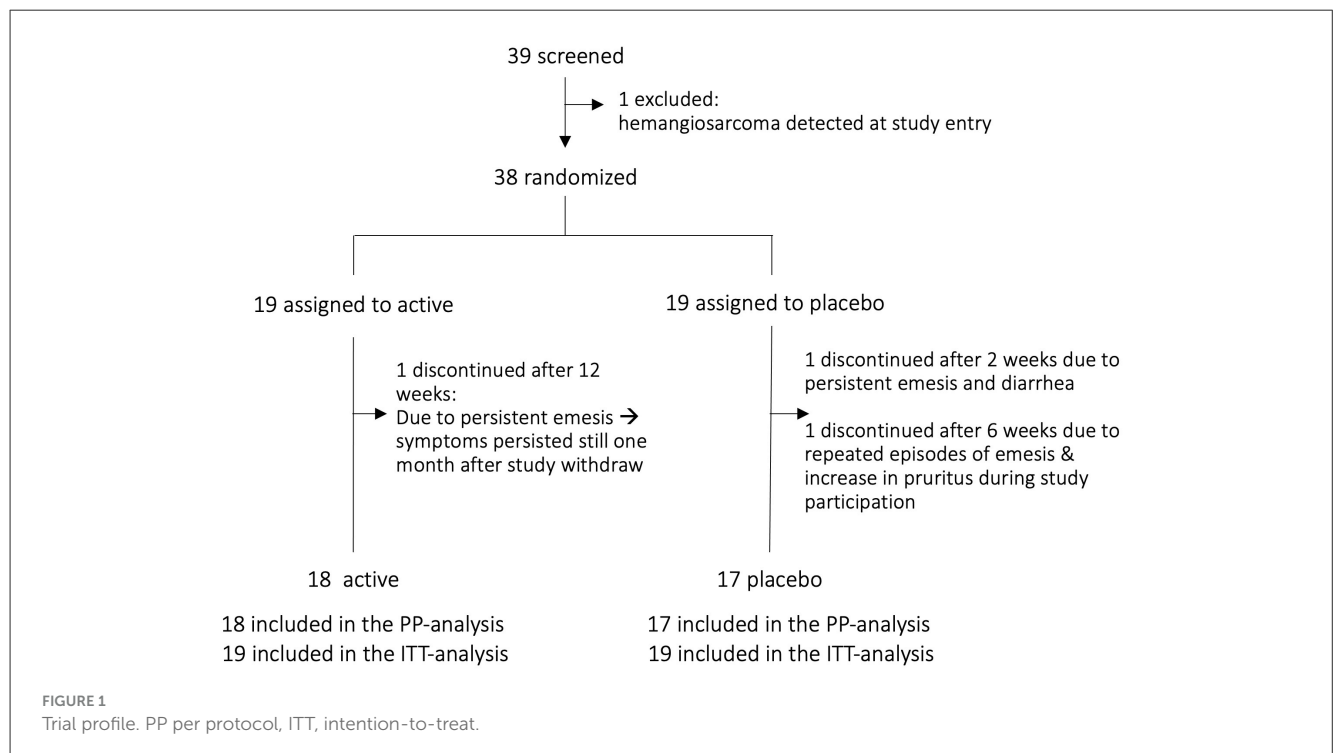 39 screened
1 excluded:
hemangiosarcoma detected at study entry
38 randomized
19 assigned to active
19 assigned to placebo
1 discontinued after 12
weeks:
Due to persistent emesis →
symptoms persisted still one
month after study withdraw
1 discontinued after 2 weeks due to
persistent emesis and diarrhea
1 discontinued after 6 weeks due to
repeated episodes of emesis &
increase in pruritus during study
participation
18 active
17 placebo
18 included in the PP-analysis
19 included in the ITT-analysis
17 included in the PP-analysis
19 included in the ITT-analysis
FIGURE 1
Trial profile. PP per protocol, ITT, intention-to-treat.